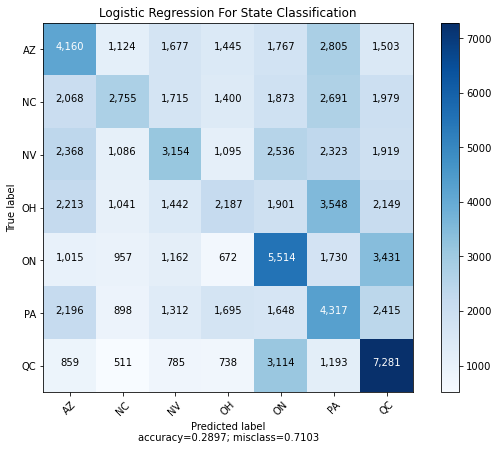 Logistic Regression For State Classification
AZ 4,160 1,124 1,677 1,445 1,767 2,805 1,503
NC 2,068 2,755 1,715 1,400 1,873 2,691 1,979
NV 2,368 1,086 3,154 1,095 2,536 2,323 1,919
OH 2,213 1,041 1,442 2,187 1,901 3,548 2,149
ON 1,015 957 1,162 672 5,514 1,730 3,431
PA 2,196 898 1,312 1,695 1,648 4,317 2,415
QC 859 511 785 738 3,114 1,193 7,281
True label
AZ NC NV OH ON PA QC
Predicted label
accuracy=0.2897; misclass=0.7103
7000
6000
5000
4000
3000
2000
1000